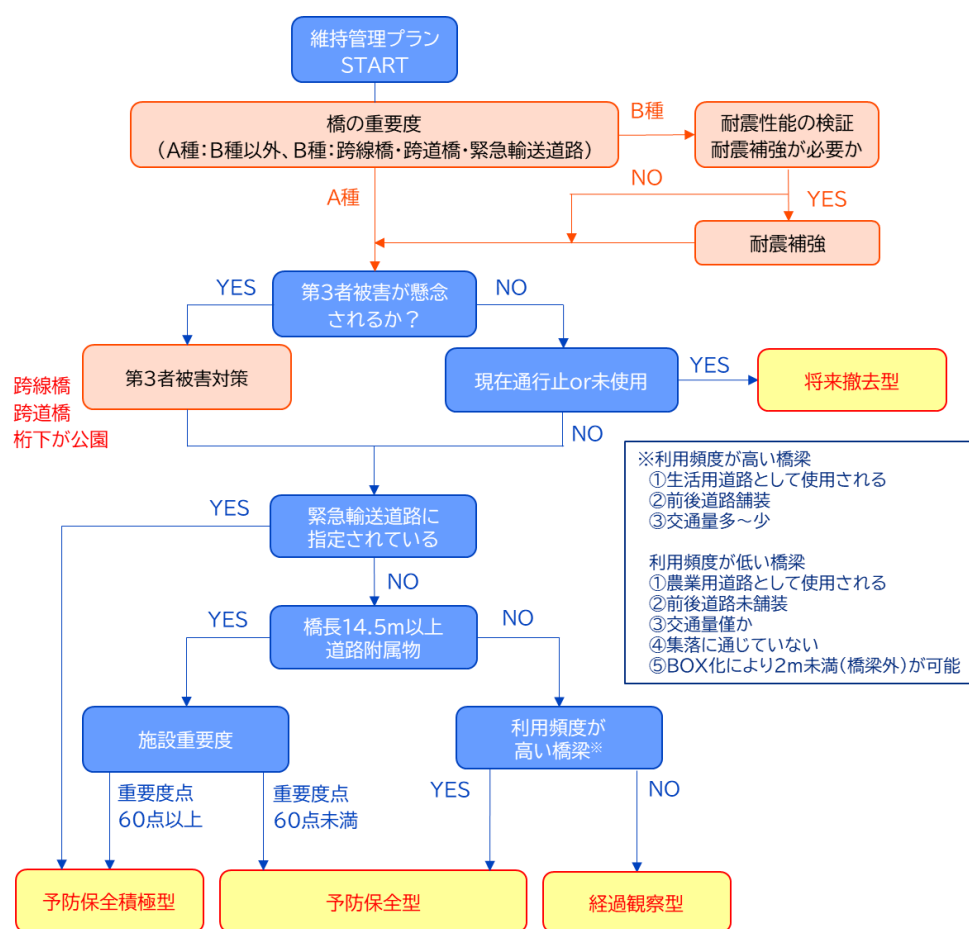 維持管理プラン
START
橋の重要度
（A種：B種以外、B種：跨線橋・跨道橋・緊急輸送道路）
B種
耐震性能の検証
耐震補強が必要か
NO
YES
A種
耐震補強
YES
第3者被害が懸念
されるか？
NO
第3者被害対策
現在通行止or未使用
YES
将来撤去型
跨線橋
跨道橋
桁下が公園
NO
※利用頻度が高い橋梁
①生活用道路として使用される
②前後道路舗装
③交通量多～少
利用頻度が低い橋梁
①農業用道路として使用される
②前後道路未舗装
③交通量僅か
④集落に通じていない
⑤BOX化により2m未満（橋梁外）が可能
YES
緊急輸送道路に
指定されている
NO
YES
橋長14.5m以上
道路附属物
NO
施設重要度
利用頻度が
高い橋梁※
重要度点
60点以上
重要度点
60点未満
YES
NO
予防保全積極型
予防保全型
経過観察型